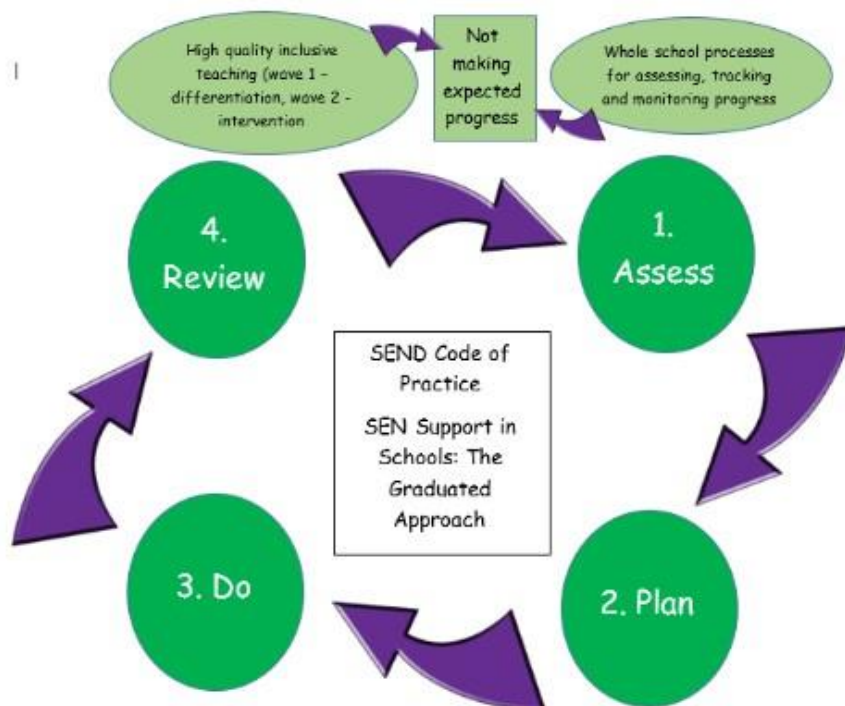 High quality inclusive
teaching (wave 1 –
differentiation, wave 2 -
intervention
Not
making
expected
progress
Whole school processes
for assessing, tracking
and monitoring progress
4.
Review
1.
Assess
SEND Code of
Practice
SEN Support in
Schools: The
Graduated
Approach
3. Do
2. Plan